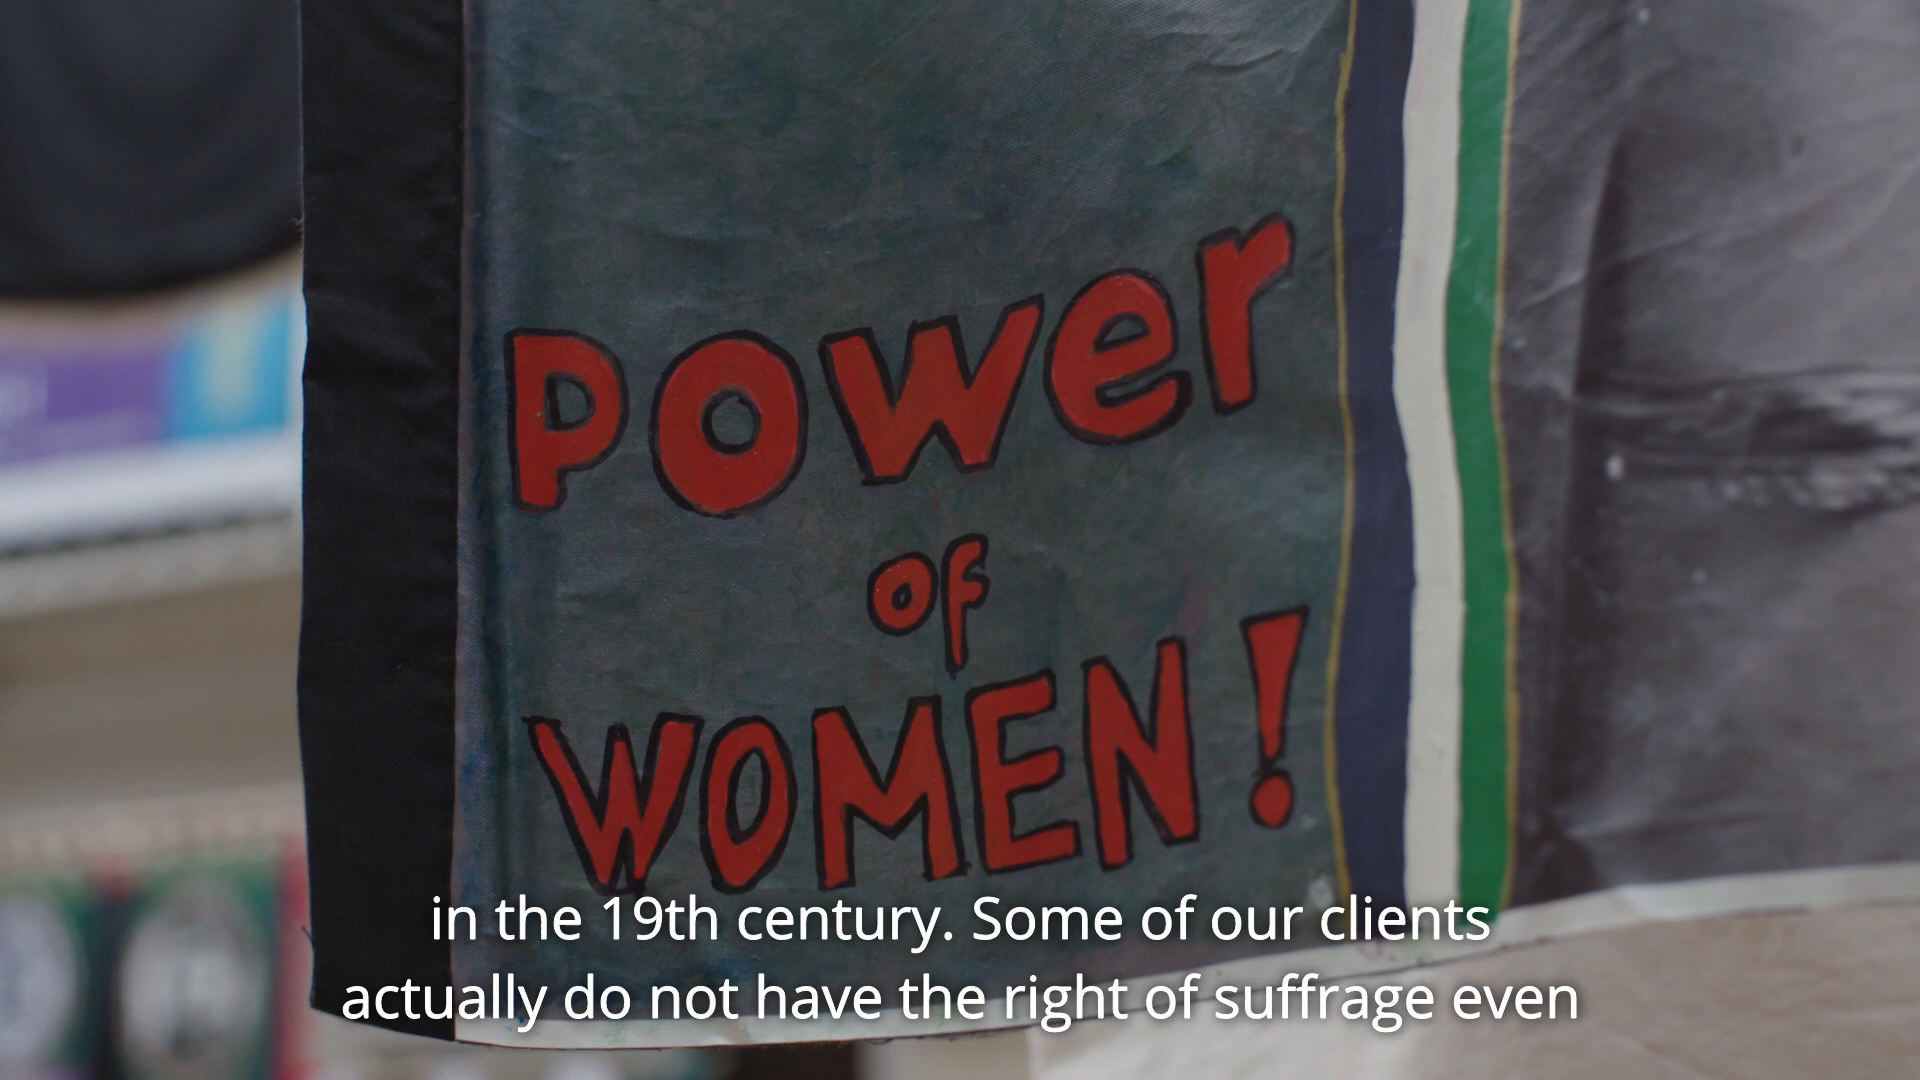 Power
OF
WOMEN!
in the 19th century. Some of our clients
actually do not have the right of suffrage even